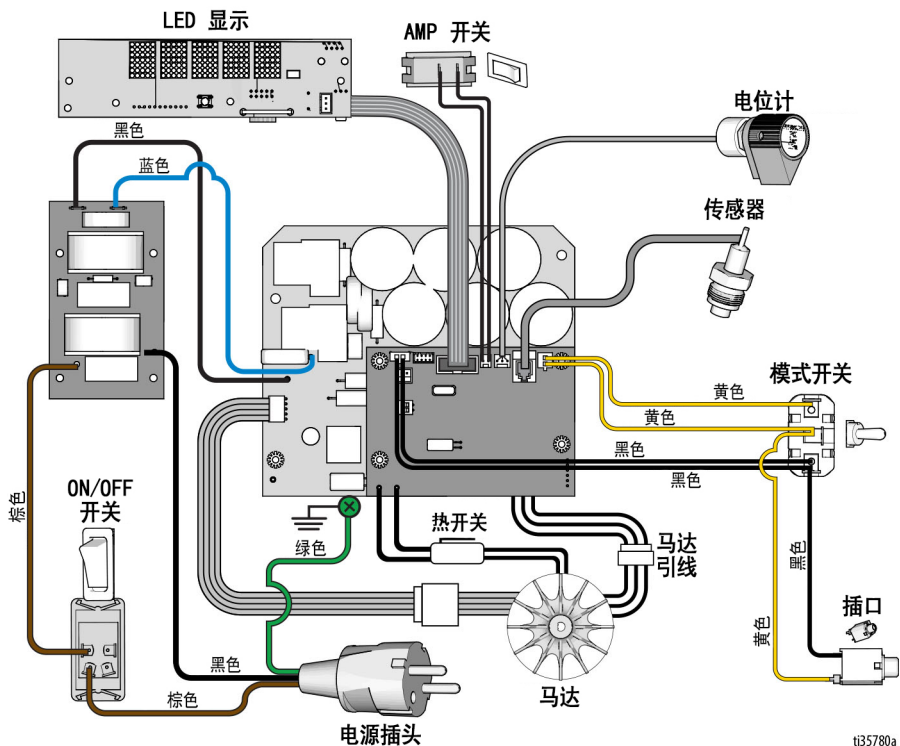 LED 显示
AMP 开关
电位计
黑色
蓝色
传感器
模式开关
黄色
黄色
黑色
黑色
棕色
ON/OFF
开关
绿色
热开关
马达
引线
黑色
插口
黄色
黑色
棕色
马达
电源插头
ti35780a